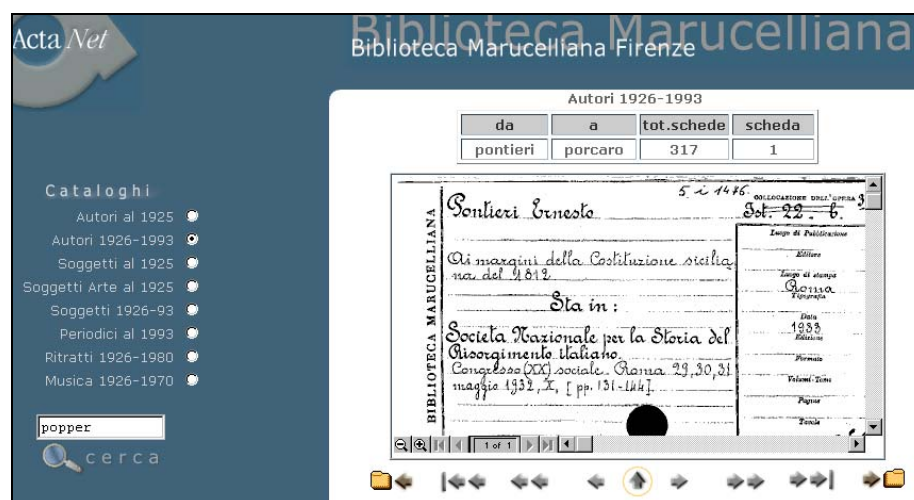 Acta Net
Biblioteca Marucelliana
Biblioteca Marucelliana Firenze
Autori 1926-1993
da a tot.schede scheda
pontieri porcaro 317 1
Cataloghi
Autori al 1925
Autori 1926-1993
Soggetti al 1925
Soggetti Arte al 1925
Soggetti 1926-93
Periodici al 1993
Ritratti 1926-1980
Musica 1926-1970
popper
cerca
BIBLIOTECA MARUCELLIANA
5 i 1476
Pontieri Ernesto
Ai margini della Costituzione sicilia
na del 1812
Sta in:
Società Nazionale per la Storia del
Risorgimento italiano.
Congresso (XX) sociale. Roma 29,30,31
maggio 1932, X, [pp. 131-144].
COLLOCAZIONE DELL'OPERA
Ist. 22. 6.
Luogo di Pubblicazione
Editore
Luogo di stampa
Roma
Tipografia
Data
1933
Edizione
Formato
Volumi-Tomo
Pagine
Tavole
1 of 1